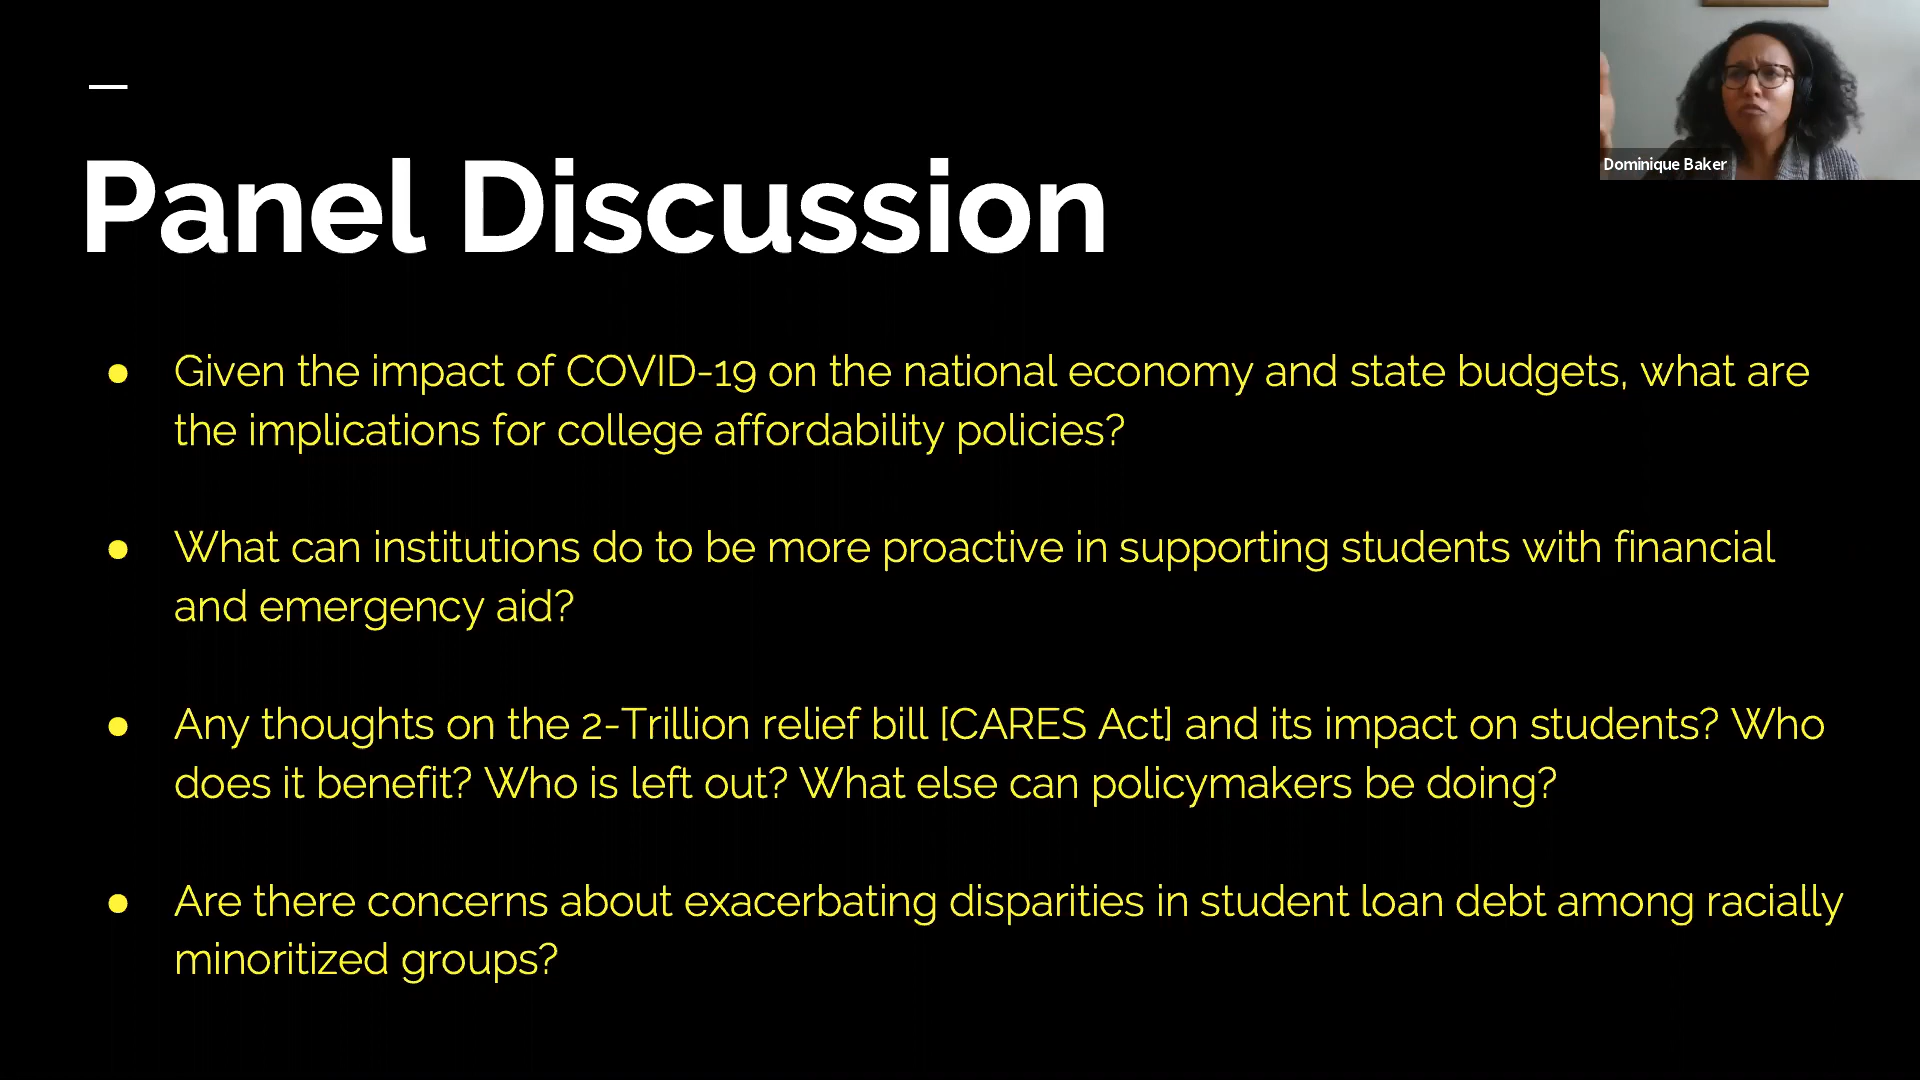 Dominique Baker
Panel Discussion
● Given the impact of COVID-19 on the national economy and state budgets, what are
the implications for college affordability policies?
● What can institutions do to be more proactive in supporting students with financial
and emergency aid?
● Any thoughts on the 2-Trillion relief bill [CARES Act] and its impact on students? Who
does it benefit? Who is left out? What else can policymakers be doing?
● Are there concerns about exacerbating disparities in student loan debt among racially
minoritized groups?